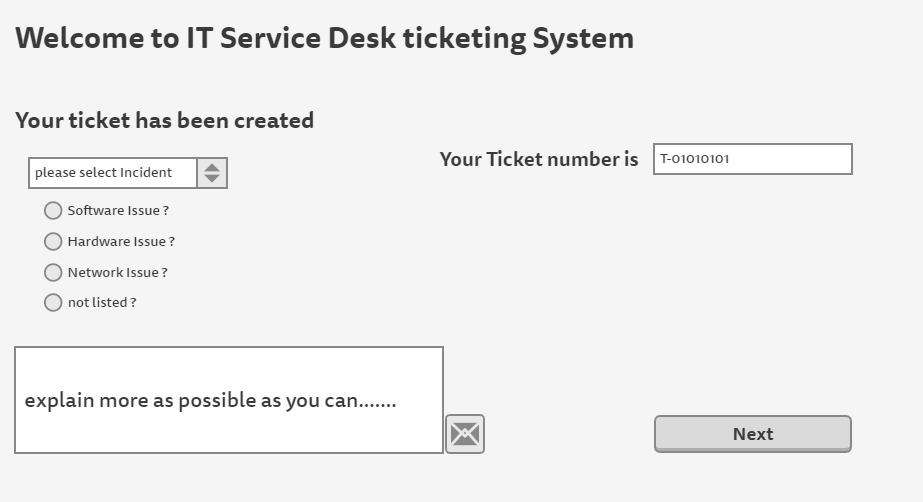 Welcome to IT Service Desk ticketing System
Your ticket has been created
Your Ticket number is
T-01010101
please select Incident
Software Issue ?
Hardware Issue ?
Network Issue ?
not listed ?
explain more as possible as you can.......
Next